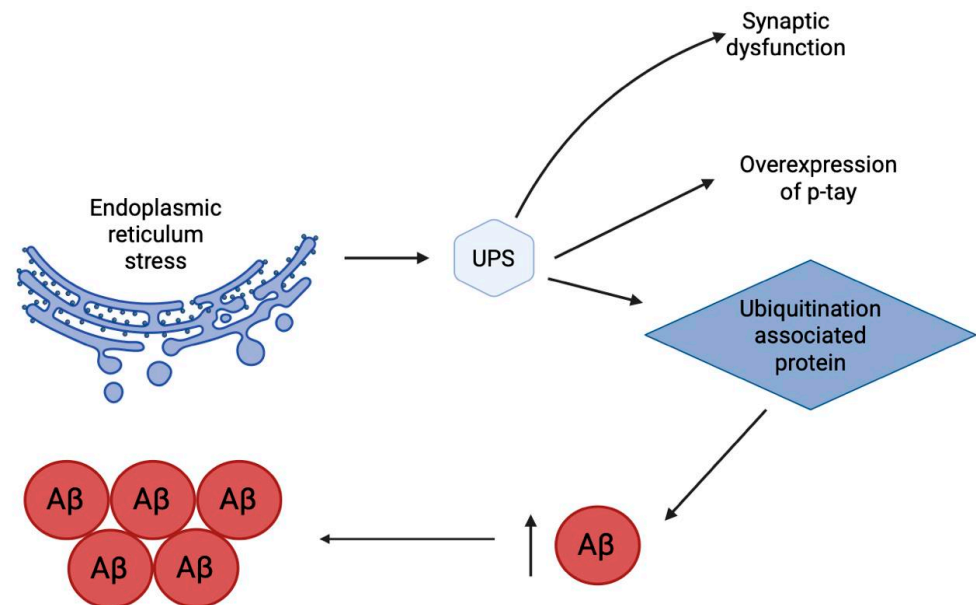 Synaptic
dysfunction
Overexpression
of p-tay
Endoplasmic
reticulum
stress
UPS
Ubiquitination
associated
protein
Aβ
Aβ
Aβ
Aβ
Aβ
Aβ